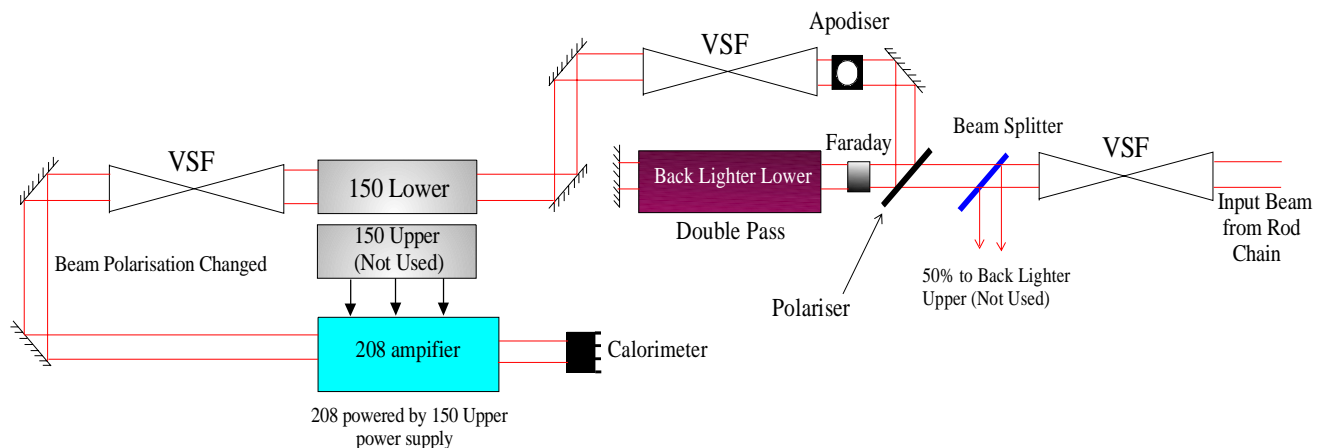 Apodiser
VSF
Beam Splitter
Faraday
VSF
VSF
150 Lower
Back Lighter Lower
Input Beam
from Rod
Chain
Double Pass
150 Upper
(Not Used)
Beam Polarisation Changed
50% to Back Lighter
Upper (Not Used)
Polariser
208 ampifier
Calorimeter
208 powered by 150 Upper
power supply